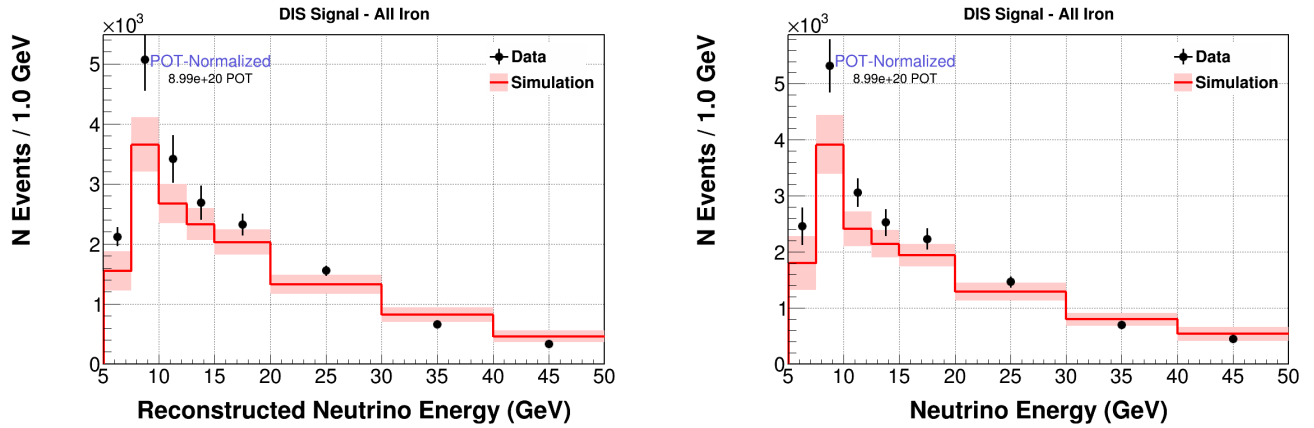 DIS Signal - All Iron
×10³
POT-Normalized
8.99e+20 POT
Data
Simulation
N Events / 1.0 GeV
5
4
3
2
1
0
5 10 15 20 25 30 35 40 45 50
Reconstructed Neutrino Energy (GeV)
DIS Signal - All Iron
×10³
POT-Normalized
8.99e+20 POT
Data
Simulation
N Events / 1.0 GeV
5
4
3
2
1
0
5 10 15 20 25 30 35 40 45 50
Neutrino Energy (GeV)